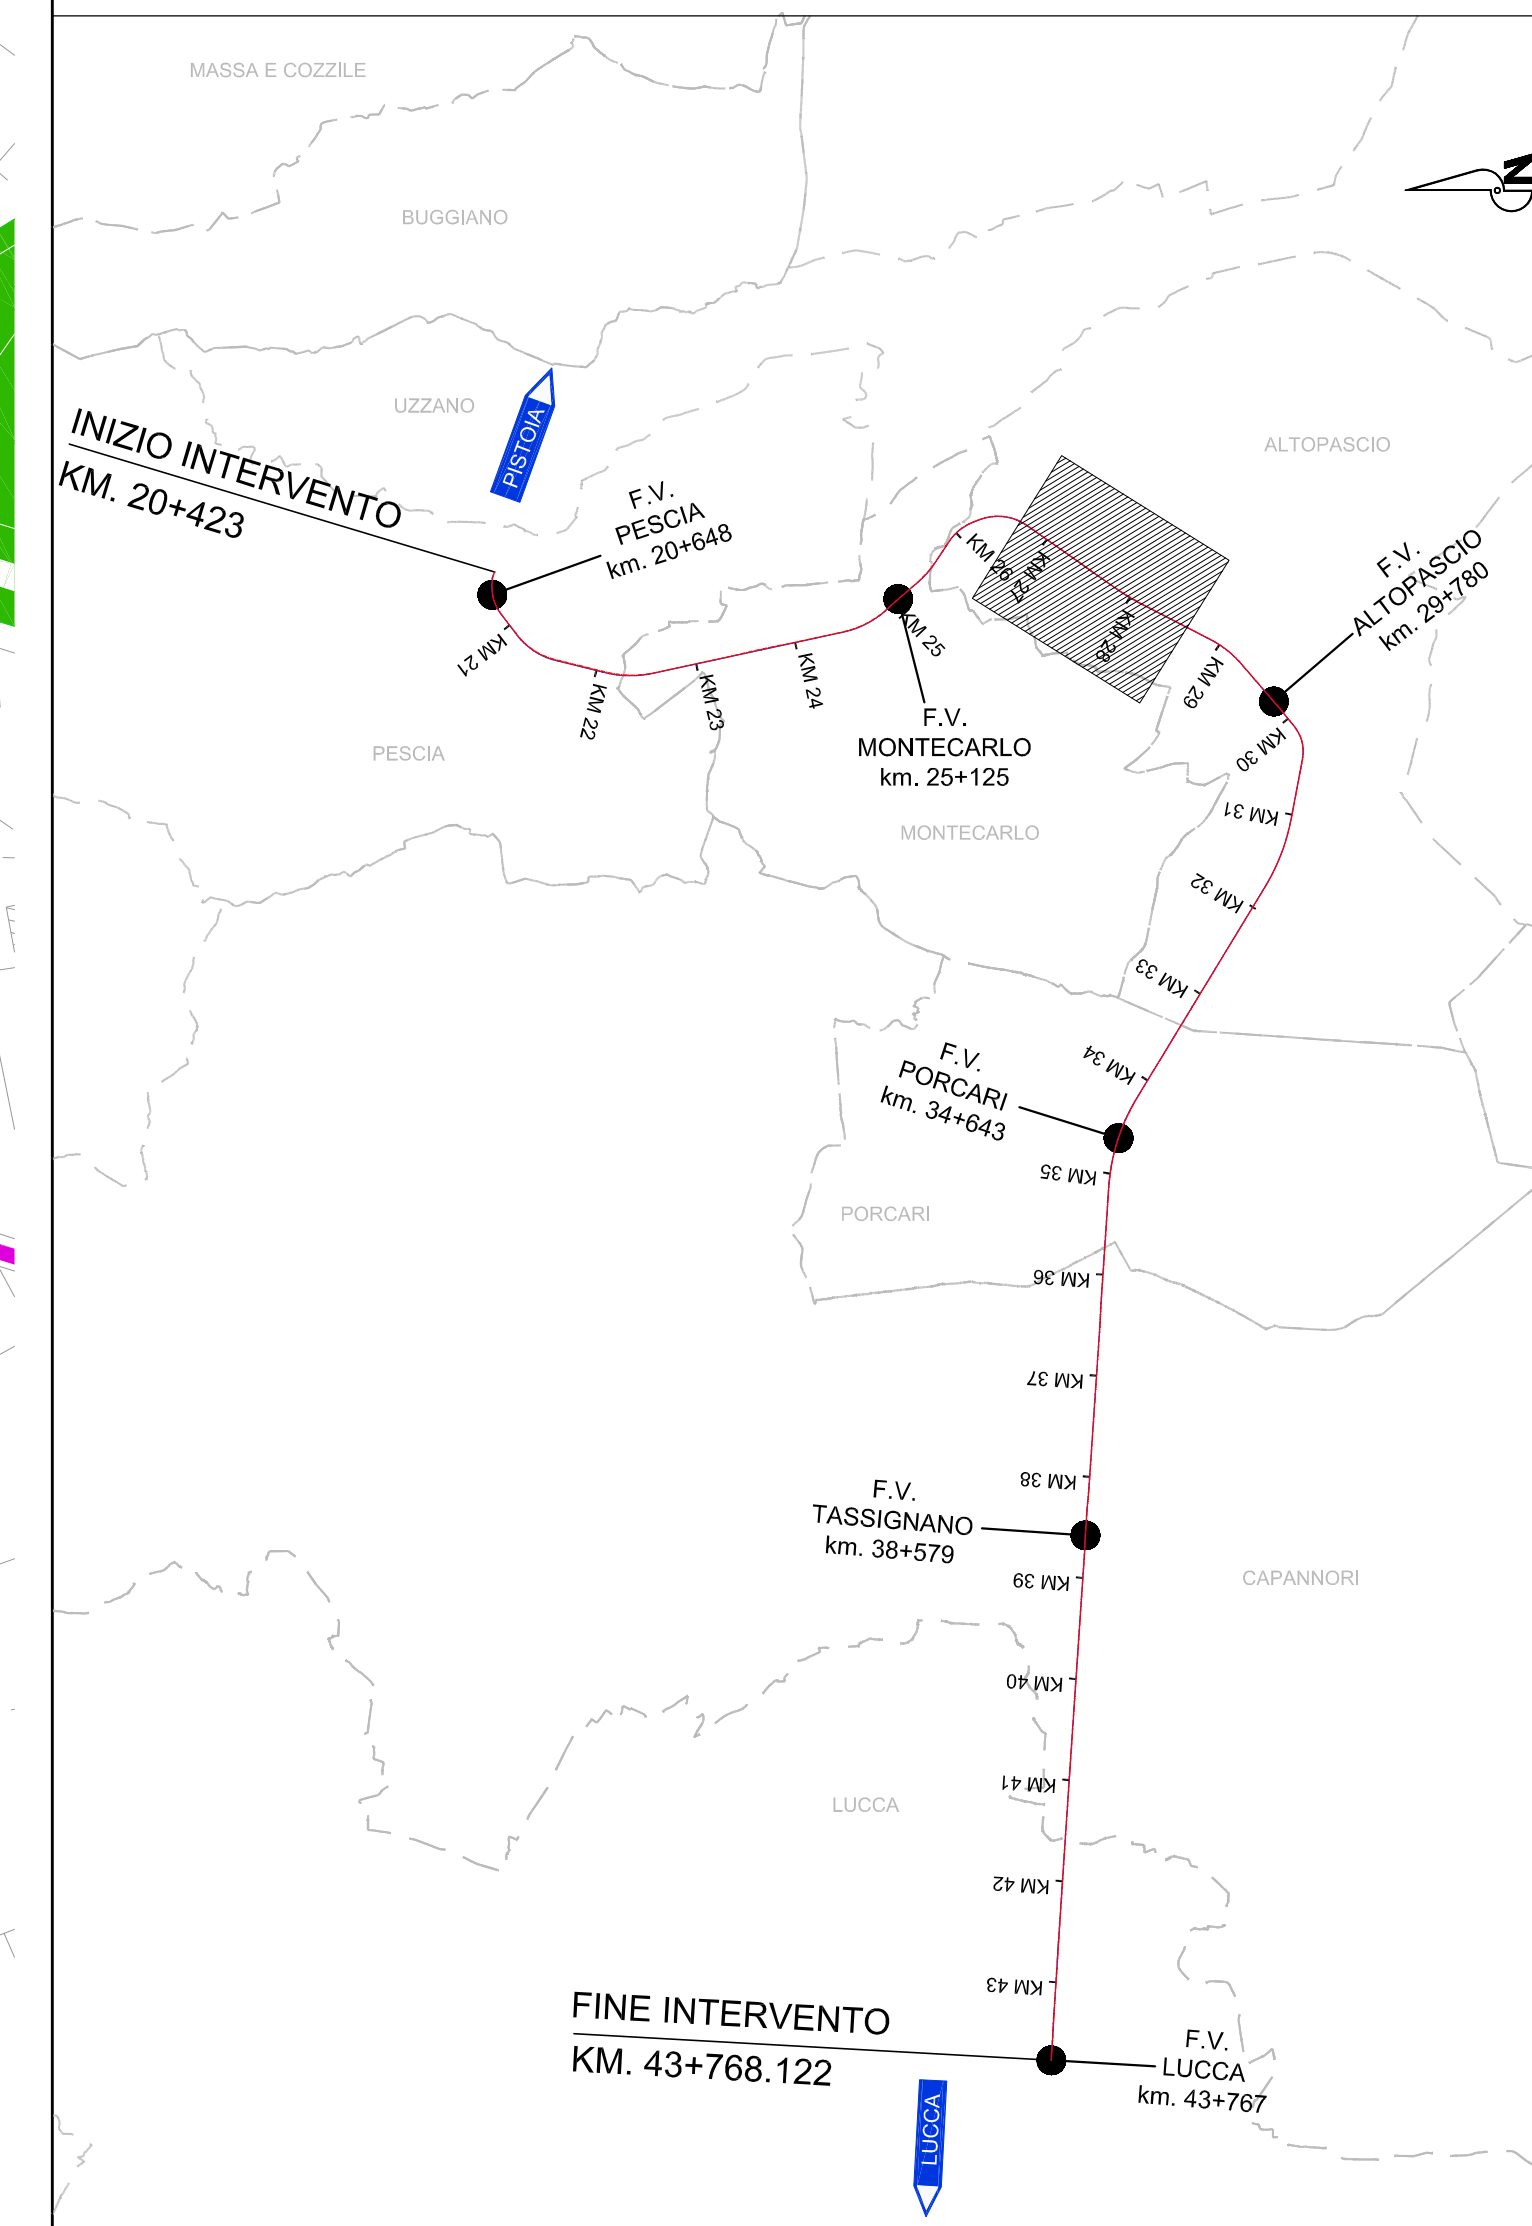 MASSA E COZZILE
BUGGIANO
N
UZZANO
PISTOIA
INIZIO INTERVENTO
KM. 20+423
F.V.
PESCIA
km. 20+648
ALTOPASCIO
F.V.
ALTOPASCIO
km. 29+780
KM 21
KM 22
KM 23
KM 24
KM 25
KM 26
KM 27
KM 28
KM 29
KM 30
F.V.
MONTECARLO
km. 25+125
PESCIA
MONTECARLO
KM 31
KM 32
KM 33
KM 34
F.V.
PORCARI
km. 34+643
KM 35
PORCARI
KM 36
KM 37
KM 38
F.V.
TASSIGNANO
km. 38+579
KM 39
CAPANNORI
KM 40
KM 41
LUCCA
KM 42
KM 43
FINE INTERVENTO
KM. 43+768.122
F.V.
LUCCA
km. 43+767
LUCCA